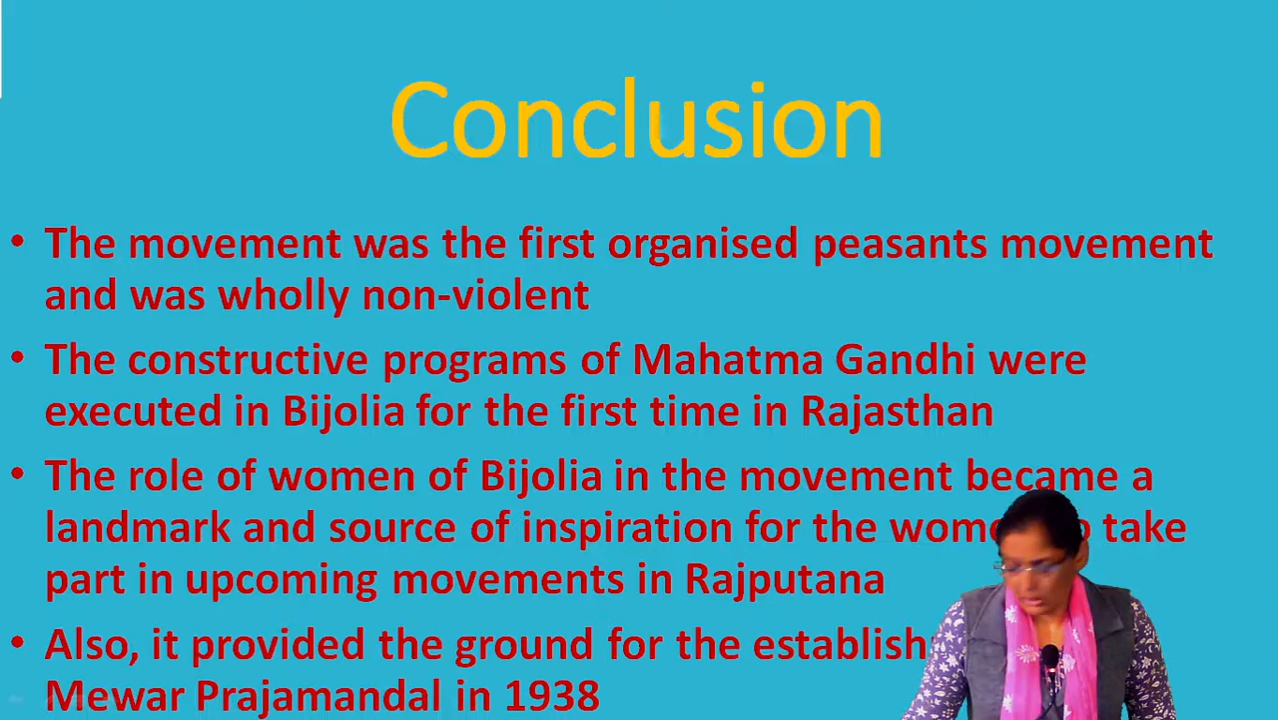 Conclusion
• The movement was the first organised peasants movement
and was wholly non-violent
• The constructive programs of Mahatma Gandhi were
executed in Bijolia for the first time in Rajasthan
• The role of women of Bijolia in the movement became a
landmark and source of inspiration for the take
part in upcoming movements in Rajputana
• Also, it provided the ground for the
Mewar Prajamandal in 1938